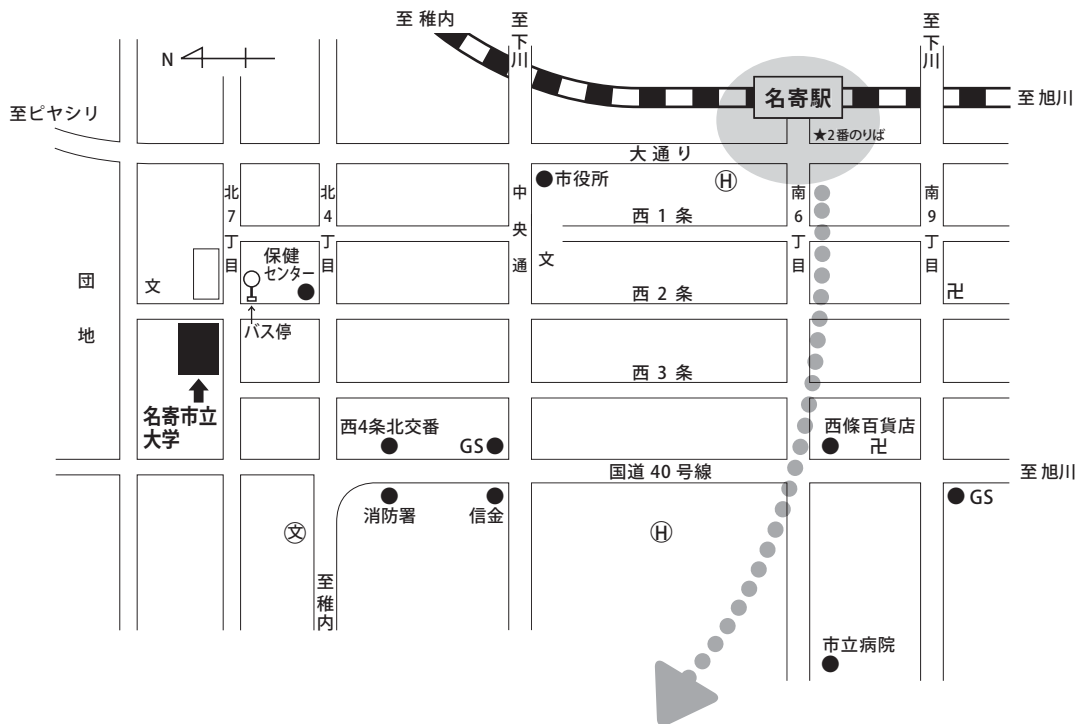 至 稚内
至下川
至下川
N
至ピヤシリ
名寄駅
至 旭川
★2番のりば
大 通 り
市役所
H
北7丁目
北4丁目
中央通
南6丁目
南9丁目
西 1 条
保健
センター
文
文
団地
西 2 条
卍
バス停
西 3 条
名寄市立
大学
西4条北交番
GS
西條百貨店
卍
国道 40 号線
至 旭川
消防署
信金
GS
文
H
至稚内
市立病院